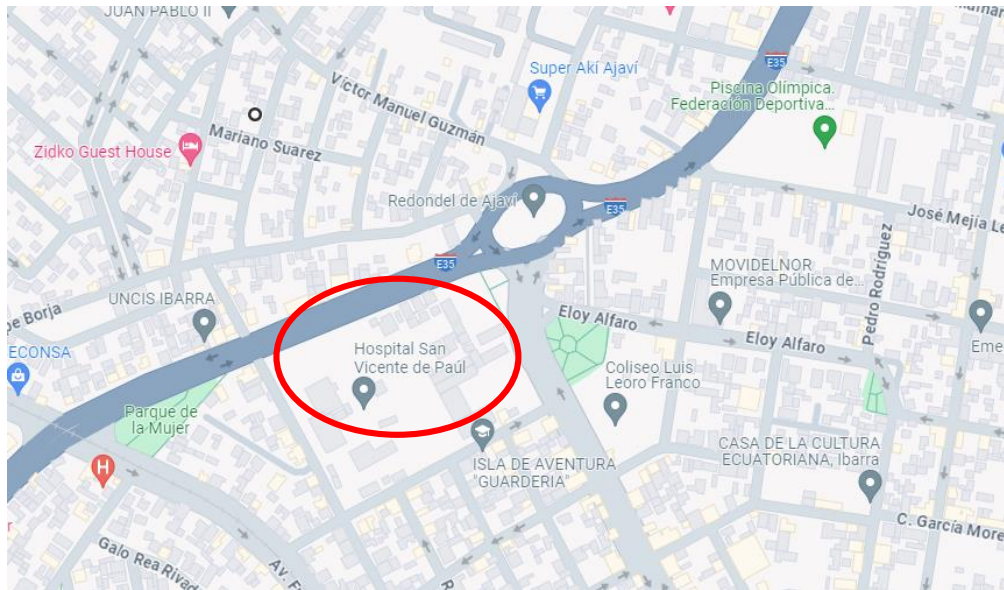 JUAN PABLO II
E35
Super Akí Ajaví
Piscina Olímpica.
Federación Deportiva...
Víctor Manuel Guzmán
Mariano Suarez
Zidko Guest House
Redondel de Ajaví
E35
José Mejía Le
E35
MOVIDELNOR
Empresa Pública de...
Pedro Rodríguez
UNCIS IBARRA
pe Borja
Eloy Alfaro
Eloy Alfaro
Eme
ECONSA
Hospital San
Vicente de Paúl
Coliseo Luis
Leoro Franco
Parque de
la Mujer
H
ISLA DE AVENTURA
"GUARDERIA"
CASA DE LA CULTURA
ECUATORIANA, Ibarra
C. García More
Galo Rea Rivad
Av. F
R
r